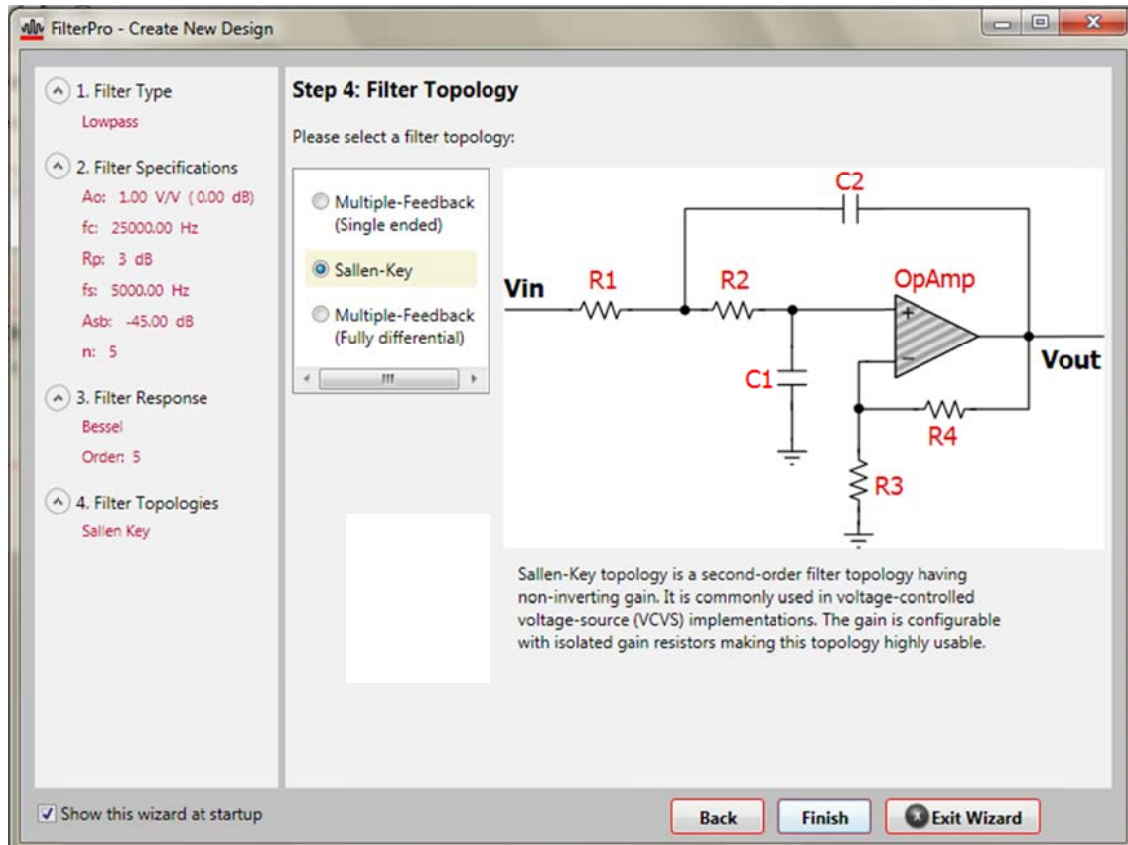 FilterPro - Create New Design
1. Filter Type
Lowpass
2. Filter Specifications
Ao: 1.00 V/V ( 0.00 dB)
fc: 25000.00 Hz
Rp: 3 dB
fs: 5000.00 Hz
Asb: -45.00 dB
n: 5
3. Filter Response
Bessel
Order: 5
4. Filter Topologies
Sallen Key
Step 4: Filter Topology
Please select a filter topology:
Multiple-Feedback
(Single ended)
Sallen-Key
Multiple-Feedback
(Fully differential)
C2
Vin
R1
R2
OpAmp
C1
Vout
R4
R3
Sallen-Key topology is a second-order filter topology having
non-inverting gain. It is commonly used in voltage-controlled
voltage-source (VCVS) implementations. The gain is configurable
with isolated gain resistors making this topology highly usable.
Show this wizard at startup
Back
Finish
Exit Wizard